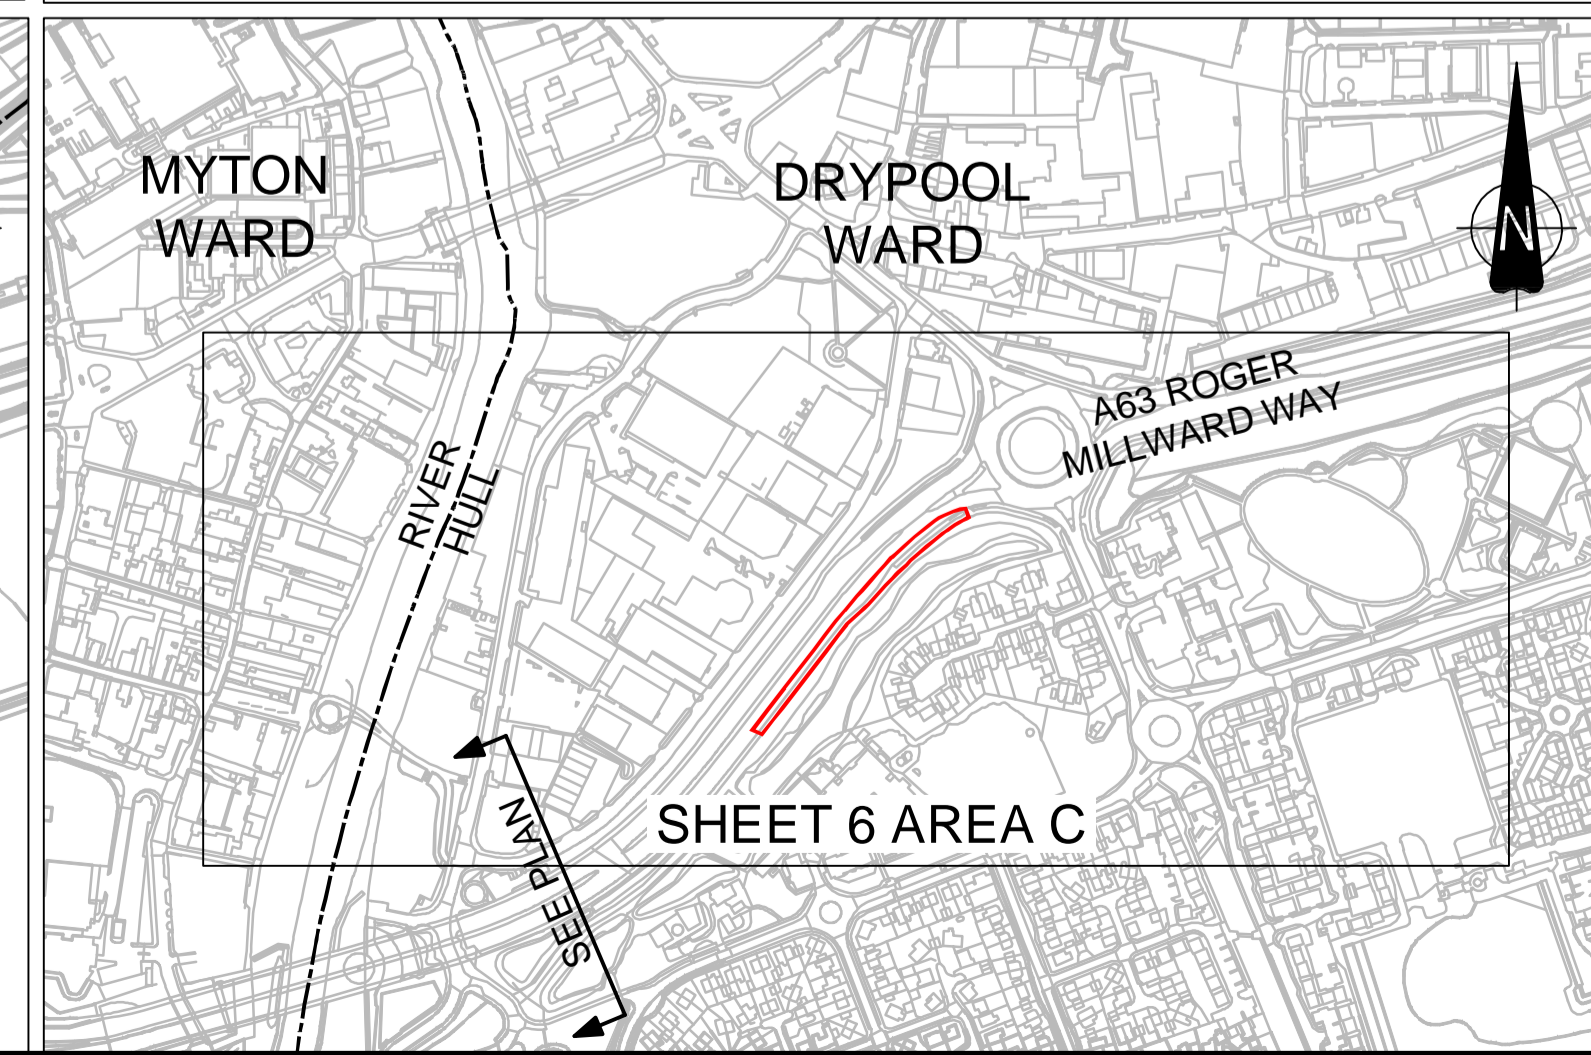 MYTON
WARD
DRYPOOL
WARD
N
A63 ROGER
MILLWARD WAY
RIVER
HULL
SEE PLAN
SHEET 6 AREA C